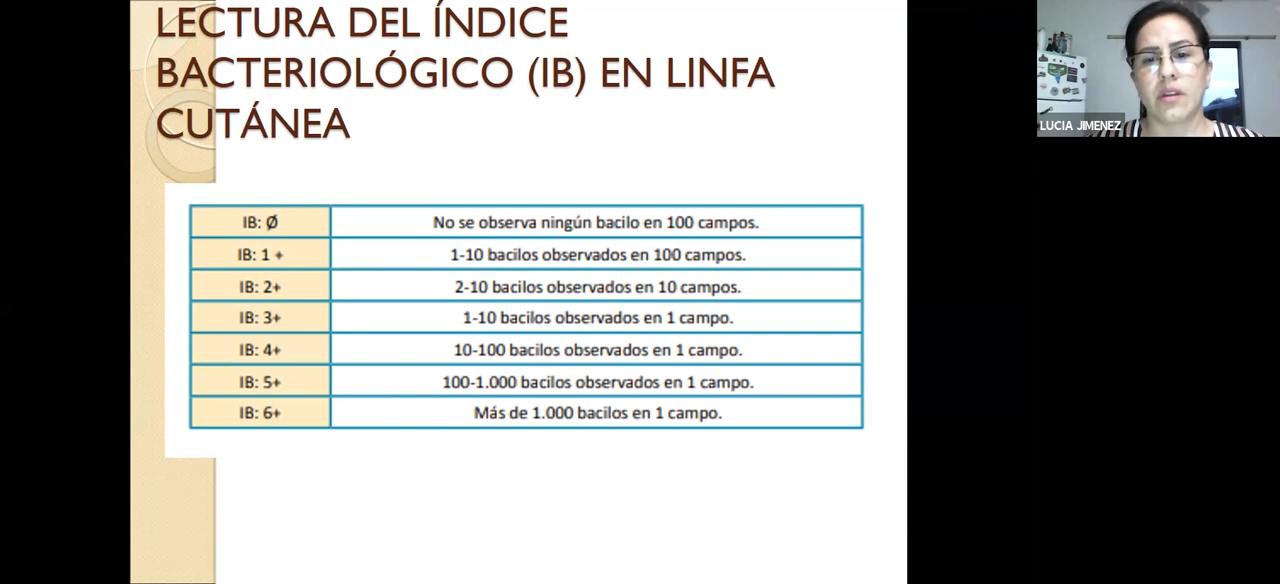 LECTURA DEL ÍNDICE
BACTERIOLÓGICO (IB) EN LINFA
CUTÁNEA
LUCIA JIMENEZ
IB: Ø No se observa ningún bacilo en 100 campos.
IB: 1 + 1-10 bacilos observados en 100 campos.
IB: 2+ 2-10 bacilos observados en 10 campos.
IB: 3+ 1-10 bacilos observados en 1 campo.
IB: 4+ 10-100 bacilos observados en 1 campo.
IB: 5+ 100-1.000 bacilos observados en 1 campo.
IB: 6+ Más de 1.000 bacilos en 1 campo.